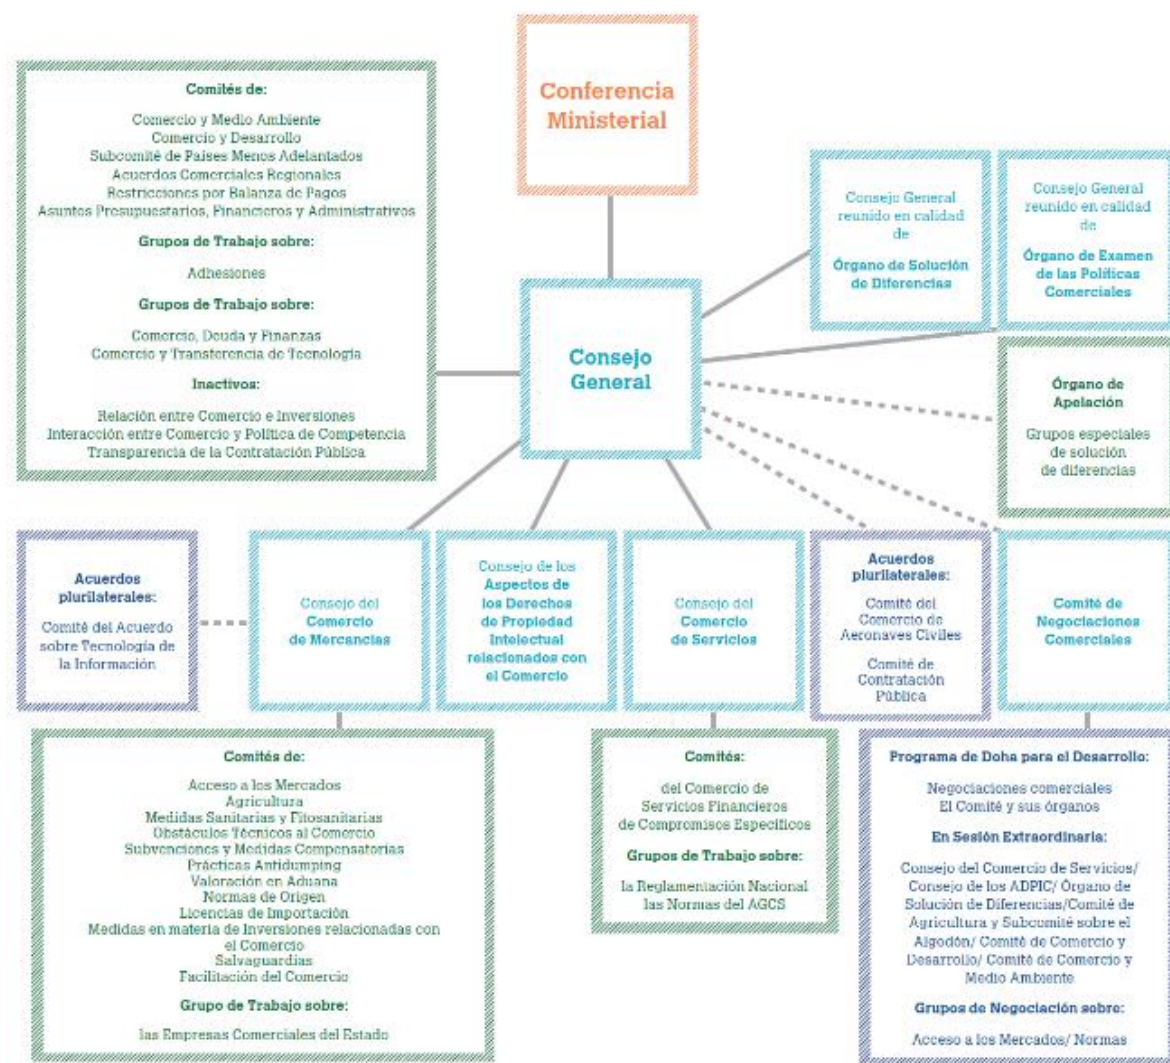 Conferencia
Ministerial
Comités de:
Comercio y Medio Ambiente
Comercio y Desarrollo
Subcomité de Países Menos Adelantados
Acuerdos Comerciales Regionales
Restricciones por Balanza de Pagos
Asuntos Presupuestarios, Financieros y Administrativos
Grupos de Trabajo sobre:
Adhesiones
Grupos de Trabajo sobre:
Comercio, Deuda y Finanzas
Comercio y Transferencia de Tecnología
Inactivos:
Relación entre Comercio e Inversiones
Interacción entre Comercio y Política de Competencia
Transparencia de la Contratación Pública
Consejo General
reunido en calidad
de
Órgano de Solución
de Diferencias
Consejo General
reunido en calidad
de
Órgano de Examen
de las Políticas
Comerciales
Consejo
General
Órgano de
Apelación
Grupos especiales
de solución
de diferencias
Acuerdos
plurilaterales:
Comité del Acuerdo
sobre Tecnología de
la Información
Consejo del
Comercio
de Mercancías
Consejo de los
Aspectos de
los Derechos
de Propiedad
Intelectual
relacionados con
el Comercio
Consejo del
Comercio
de Servicios
Acuerdos
plurilaterales:
Comité del
Comercio de
Aeronaves Civiles
Comité de
Contratación
Pública
Comité de
Negociaciones
Comerciales
Comités de:
Acceso a los Mercados
Agricultura
Medidas Sanitarias y Fitosanitarias
Obstáculos Técnicos al Comercio
Subvenciones y Medidas Compensatorias
Prácticas Antidumping
Valoración en Aduana
Normas de Origen
Licencias de Importación
Medidas en materia de Inversiones relacionadas con
el Comercio
Salvaguardias
Facilitación del Comercio
Grupo de Trabajo sobre:
las Empresas Comerciales del Estado
Comités:
del Comercio de
Servicios Financieros
de Compromisos Específicos
Grupos de Trabajo sobre:
la Reglamentación Nacional
las Normas del AGCS
Programa de Doha para el Desarrollo:
Negociaciones comerciales
El Comité y sus órganos
En Sesión Extraordinaria:
Consejo del Comercio de Servicios/
Consejo de los ADPIC/ Órgano de
Solución de Diferencias/Comité de
Agricultura y Subcomité sobre el
Algodón/ Comité de Comercio y
Desarrollo/ Comité de Comercio y
Medio Ambiente
Grupos de Negociación sobre:
Acceso a los Mercados/ Normas